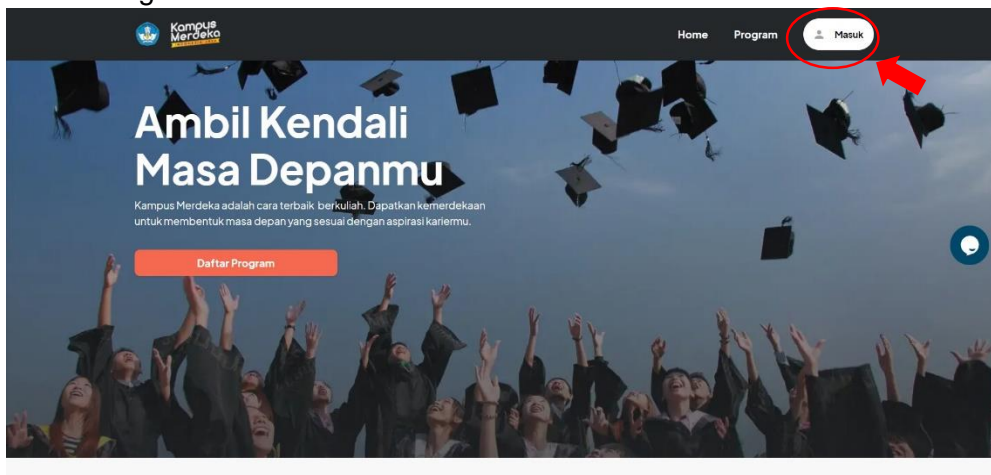 Kampus
Merdeka
Home
Program
Masuk
Ambil Kendali
Masa Depanmu
Kampus Merdeka adalah cara terbaik berkuliah. Dapatkan kemerdekaan
untuk membentuk masa depan yang sesuai dengan aspirasi kariermu.
Daftar Program